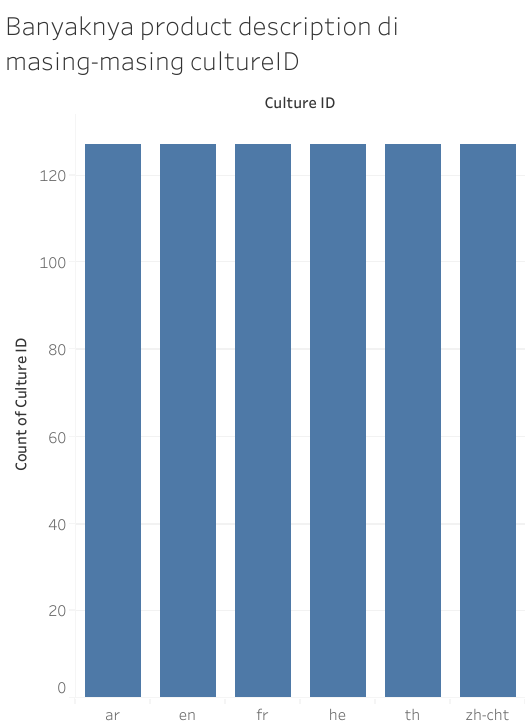 Banyaknya product description di
masing-masing cultureID
Culture ID
Count of Culture ID
120
100
80
60
40
20
0
ar en fr he th zh-cht